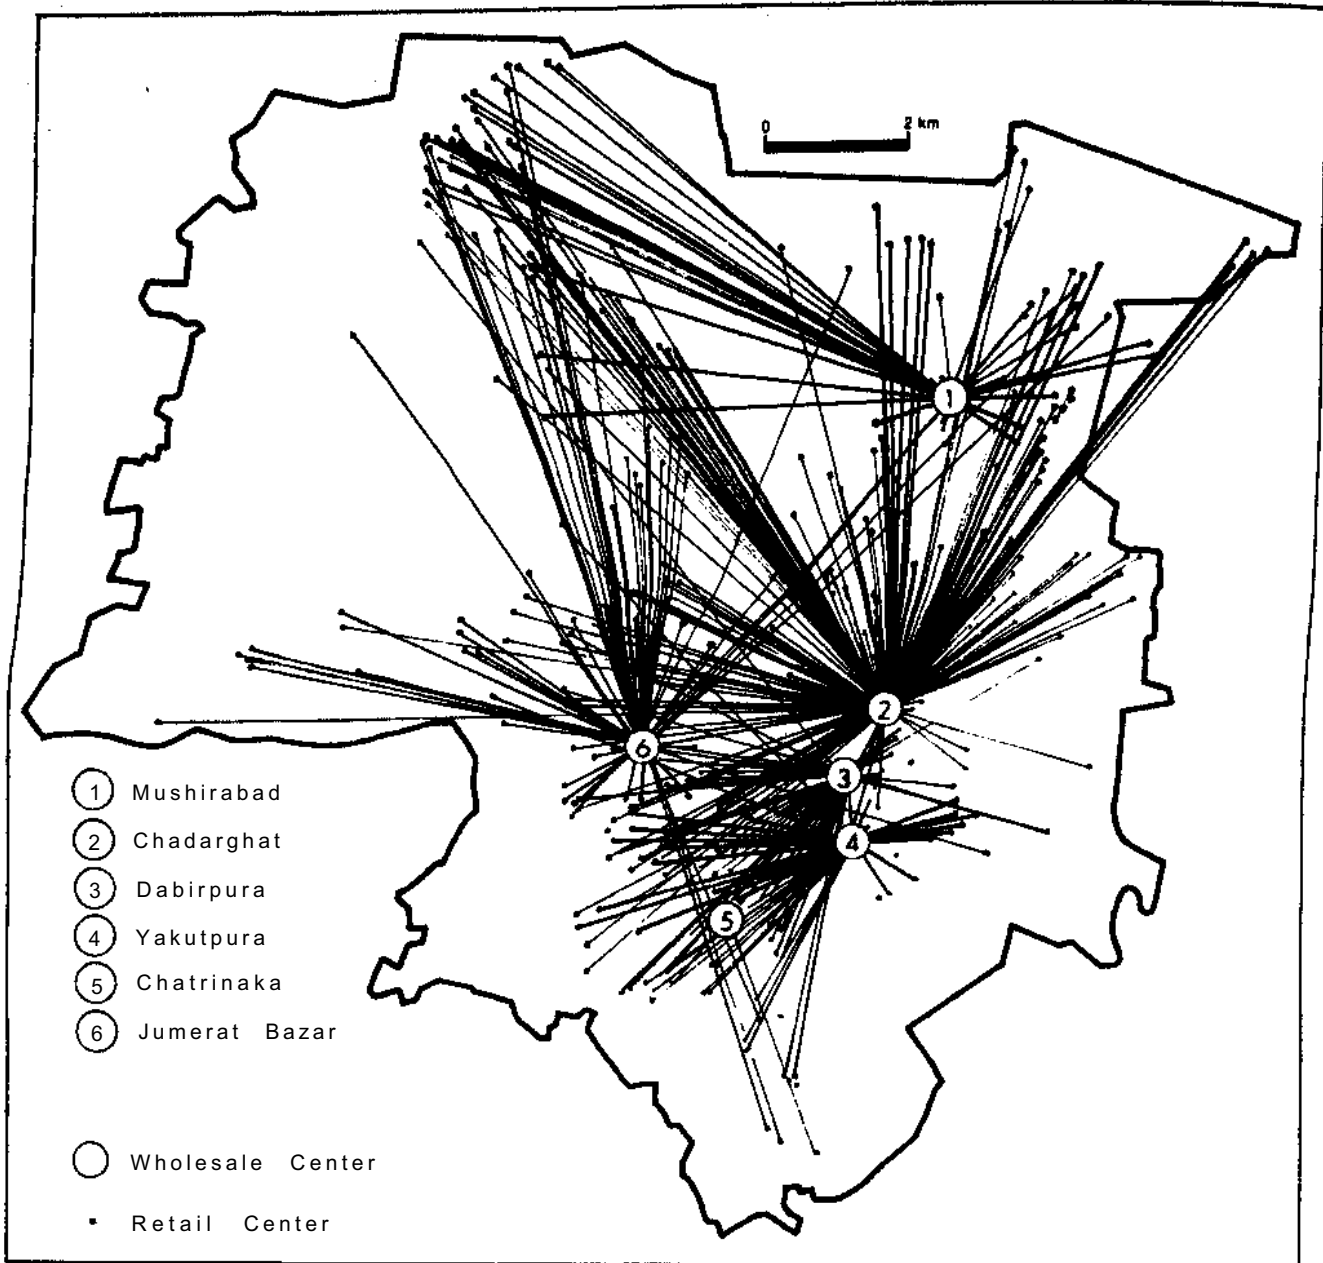 0 2 km
1
2
3
4
5
6
1 Mushirabad
2 Chadarghat
3 Dabirpura
4 Yakutpura
5 Chatrinaka
6 Jumerat Bazar
Wholesale Center
Retail Center